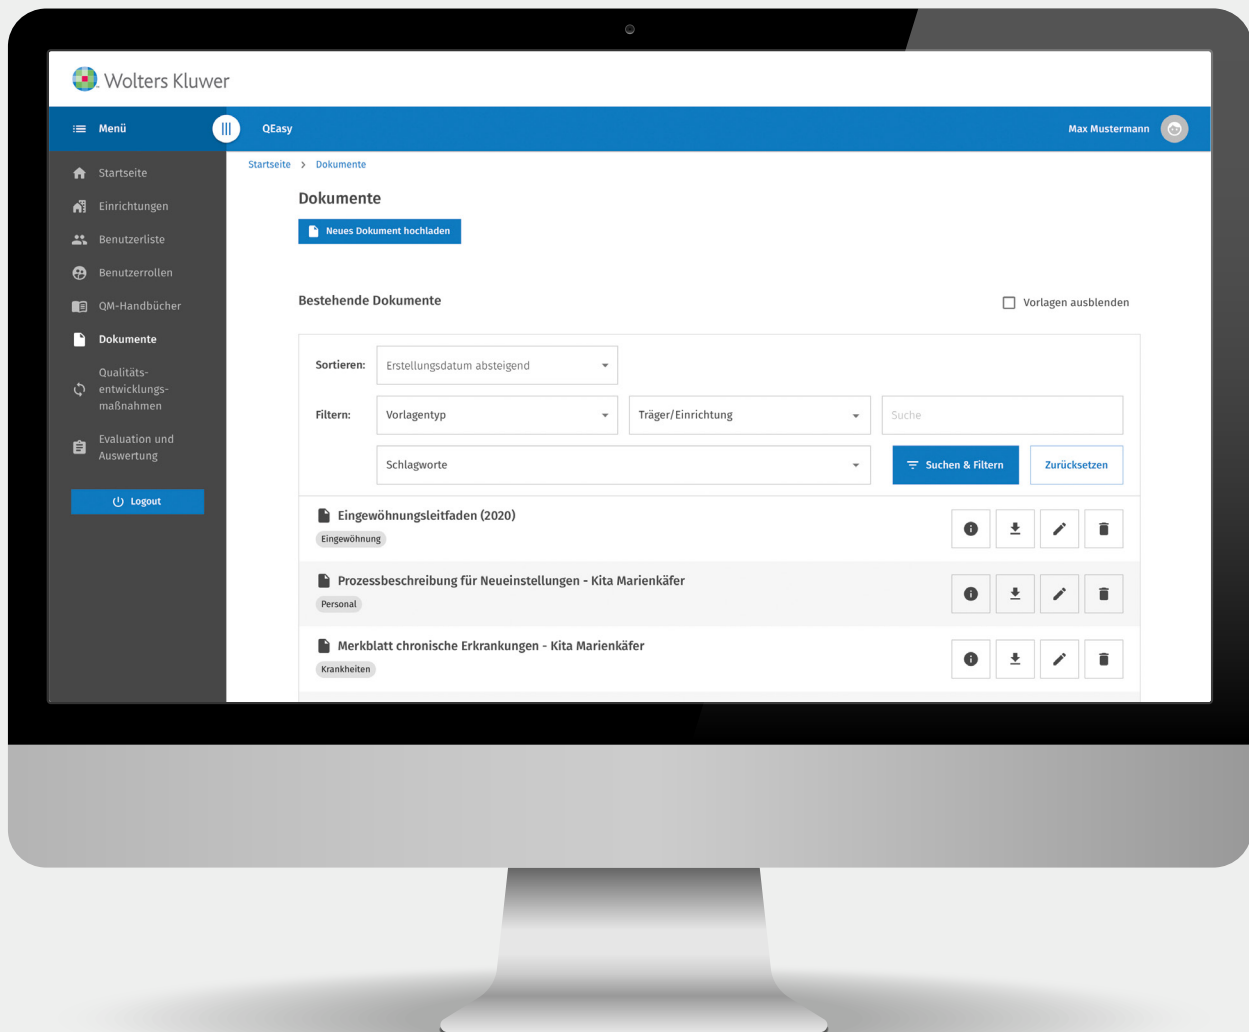 Wolters Kluwer
Menü
QEasy
Max Mustermann
Startseite
Einrichtungen
Benutzerliste
Benutzerrollen
QM-Handbücher
Dokumente
Qualitäts-
entwicklungs-
maßnahmen
Evaluation und
Auswertung
Logout
Startseite > Dokumente
Dokumente
Neues Dokument hochladen
Bestehende Dokumente
Vorlagen ausblenden
Sortieren: Erstellungsdatum absteigend
Filtern: Vorlagentyp Träger/Einrichtung Suche
Schlagworte Suchen & Filtern Zurücksetzen
Eingewöhnungsleitfaden (2020)
Eingewöhnung
Prozessbeschreibung für Neueinstellungen - Kita Marienkäfer
Personal
Merkblatt chronische Erkrankungen - Kita Marienkäfer
Krankheiten